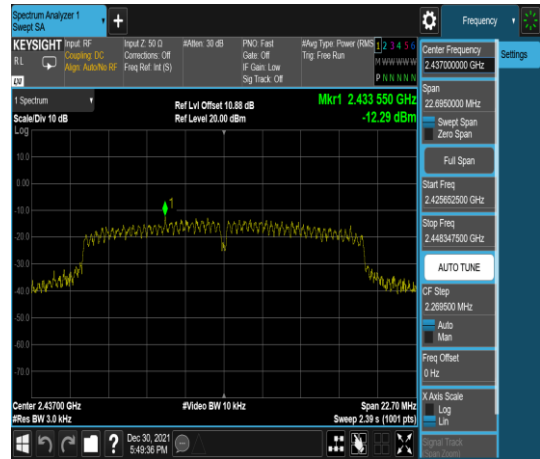 Spectrum Analyzer 1
Swept SA
Frequency
KEYSIGHT
RL
LXI
Input: RF
Coupling: DC
Align: Auto/No RF
Input Z: 50 Ω
Corrections: Off
Freq Ref: Int (S)
#Atten: 30 dB
PNO: Fast
Gate: Off
IF Gain: Low
Sig Track: Off
#Avg Type: Power (RMS
Trig: Free Run
1 2 3 4 5 6
M W W W W W
P N N N N N
1 Spectrum
Scale/Div 10 dB
Log
Ref Lvl Offset 10.88 dB
Ref Level 20.00 dBm
Mkr1 2.433 550 GHz
-12.29 dBm
10.0
0.00
-10.0
-20.0
-30.0
-40.0
-50.0
-60.0
-70.0
1
Center 2.43700 GHz
#Res BW 3.0 kHz
#Video BW 10 kHz
Span 22.70 MHz
Sweep 2.39 s (1001 pts)
Dec 30, 2021
5:49:36 PM
Center Frequency
2.437000000 GHz
Span
22.6950000 MHz
Swept Span
Zero Span
Full Span
Start Freq
2.425652500 GHz
Stop Freq
2.448347500 GHz
AUTO TUNE
CF Step
2.269500 MHz
Auto
Man
Freq Offset
0 Hz
X Axis Scale
Log
Lin
Signal Track
(Span Zoom)
Settings